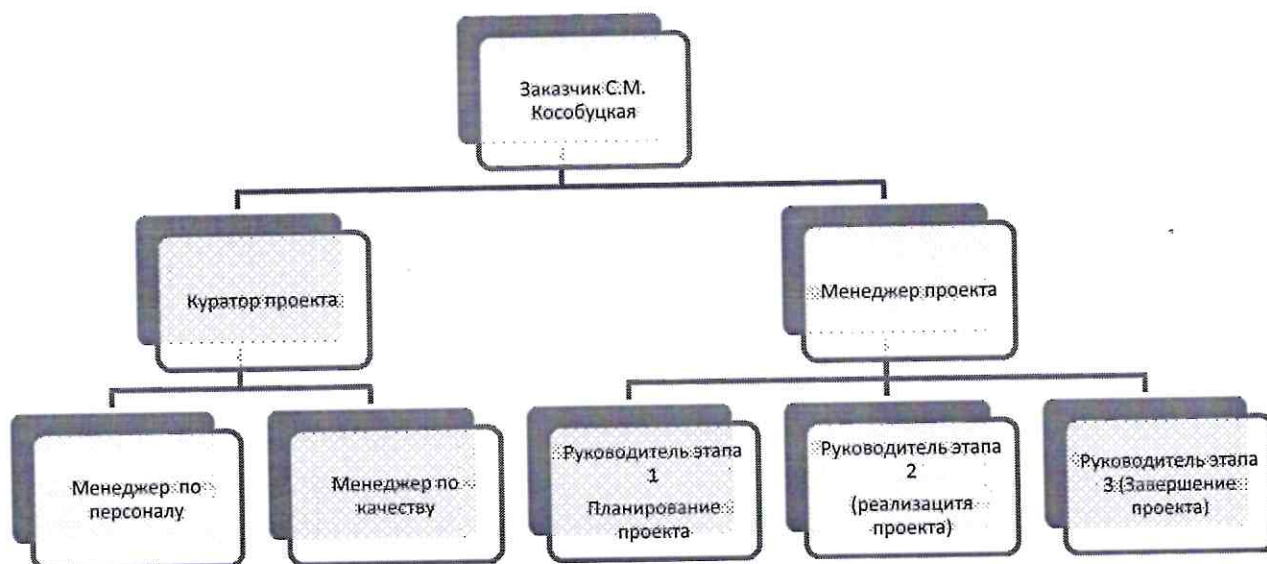 Заказчик С.М.
Кособуцкая
Куратор проекта
Менеджер проекта
Менеджер по
персоналу
Менеджер по
качеству
Руководитель этапа
1
Планирование
проекта
Руководитель этапа
2
(реализацитя
проекта)
Руководитель этапа
3 (Завершение
проекта)